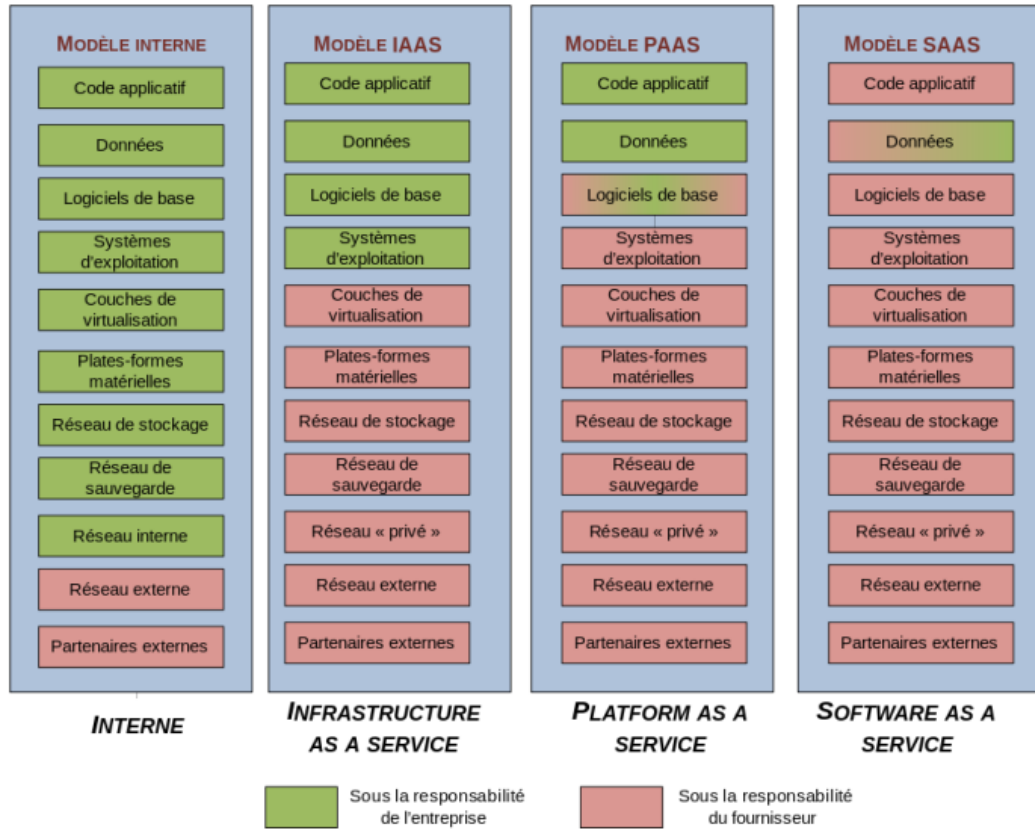 MODÈLE INTERNE
Code applicatif
Données
Logiciels de base
Systèmes
d'exploitation
Couches de
virtualisation
Plates-formes
matérielles
Réseau de stockage
Réseau de
sauvegarde
Réseau interne
Réseau externe
Partenaires externes
INTERNE
MODÈLE IAAS
Code applicatif
Données
Logiciels de base
Systèmes
d'exploitation
Couches de
virtualisation
Plates-formes
matérielles
Réseau de stockage
Réseau de
sauvegarde
Réseau « privé »
Réseau externe
Partenaires externes
INFRASTRUCTURE
AS A SERVICE
MODÈLE PAAS
Code applicatif
Données
Logiciels de base
Systèmes
d'exploitation
Couches de
virtualisation
Plates-formes
matérielles
Réseau de stockage
Réseau de
sauvegarde
Réseau « privé »
Réseau externe
Partenaires externes
PLATFORM AS A
SERVICE
MODÈLE SAAS
Code applicatif
Données
Logiciels de base
Systèmes
d'exploitation
Couches de
virtualisation
Plates-formes
matérielles
Réseau de stockage
Réseau de
sauvegarde
Réseau « privé »
Réseau externe
Partenaires externes
SOFTWARE AS A
SERVICE
Sous la responsabilité
de l'entreprise
Sous la responsabilité
du fournisseur